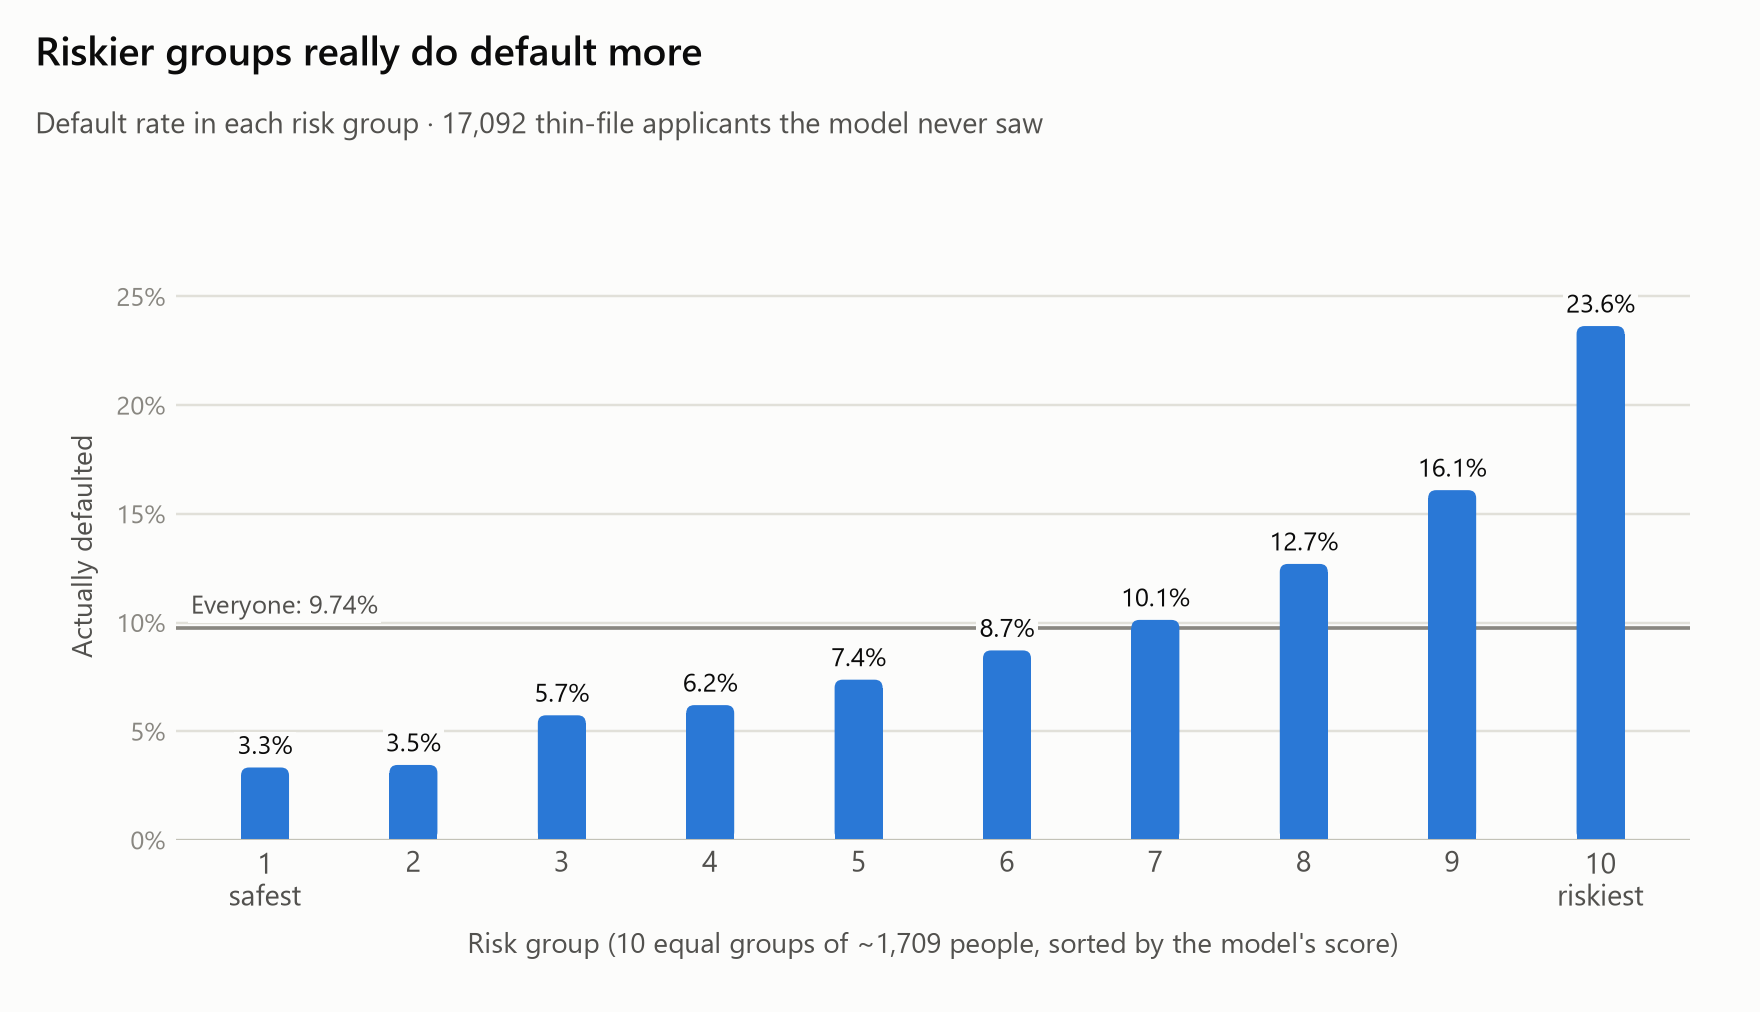 Riskier groups really do default more
Default rate in each risk group · 17,092 thin-file applicants the model never saw
Actually defaulted
25%
20%
15%
10%
5%
0%
Everyone: 9.74%
3.3%
3.5%
5.7%
6.2%
7.4%
8.7%
10.1%
12.7%
16.1%
23.6%
1 2 3 4 5 6 7 8 9 10
safest riskiest
Risk group (10 equal groups of ~1,709 people, sorted by the model's score)